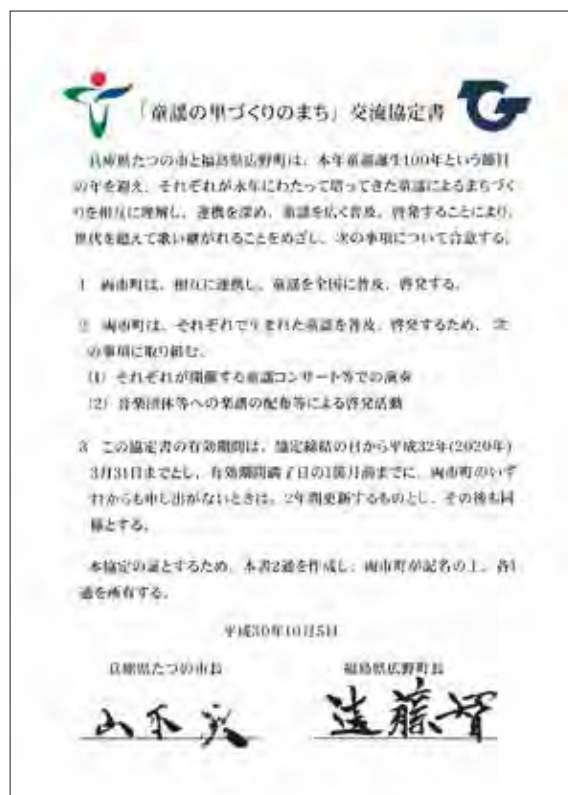 「童謡の里づくりのまち」交流協定書
兵庫県たつの市と福島県広野町は、本年童謡誕生100年という節目
の年を迎え、それぞれが永年にわたって培ってきた童謡によるまちづく
りを相互に理解し、連携を深め、童謡を広く普及、啓発することにより、
世代を超えて歌い継がれることをめざし、次の事項について合意する。
1 両市町は、相互に連携し、童謡を全国に普及、啓発する。
2 両市町は、それぞれで生まれた童謡を普及、啓発するため、次
の事項に取り組む。
(1) それぞれが開催する童謡コンサート等での演奏
(2) 音楽団体等への楽譜の配布等による啓発活動
3 この協定書の有効期間は、協定締結の日から平成32年(2020年)
3月31日までとし、有効期間満了日の1箇月前までに、両市町のいず
れからも申し出がないときは、2年間更新するものとし、その後も同
様とする。
本協定の証とするため、本書2通を作成し、両市町が記名の上、各1
通を所有する。
平成30年10月5日
兵庫県たつの市長
福島県広野町長
山本
遠藤智